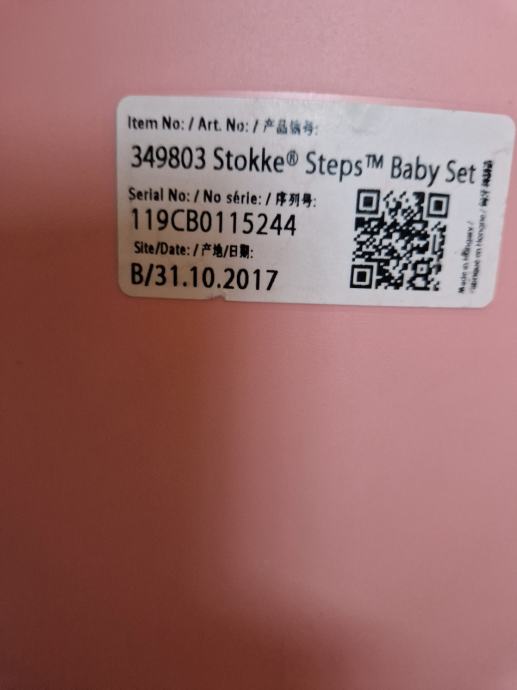 Item No: / Art. No: / 产品编号:
349803 Stokke® Steps™ Baby Set
Serial No: / No série: / 序列号:
119CB0115244
Site/Date: / 产地/日期:
B/31.10.2017